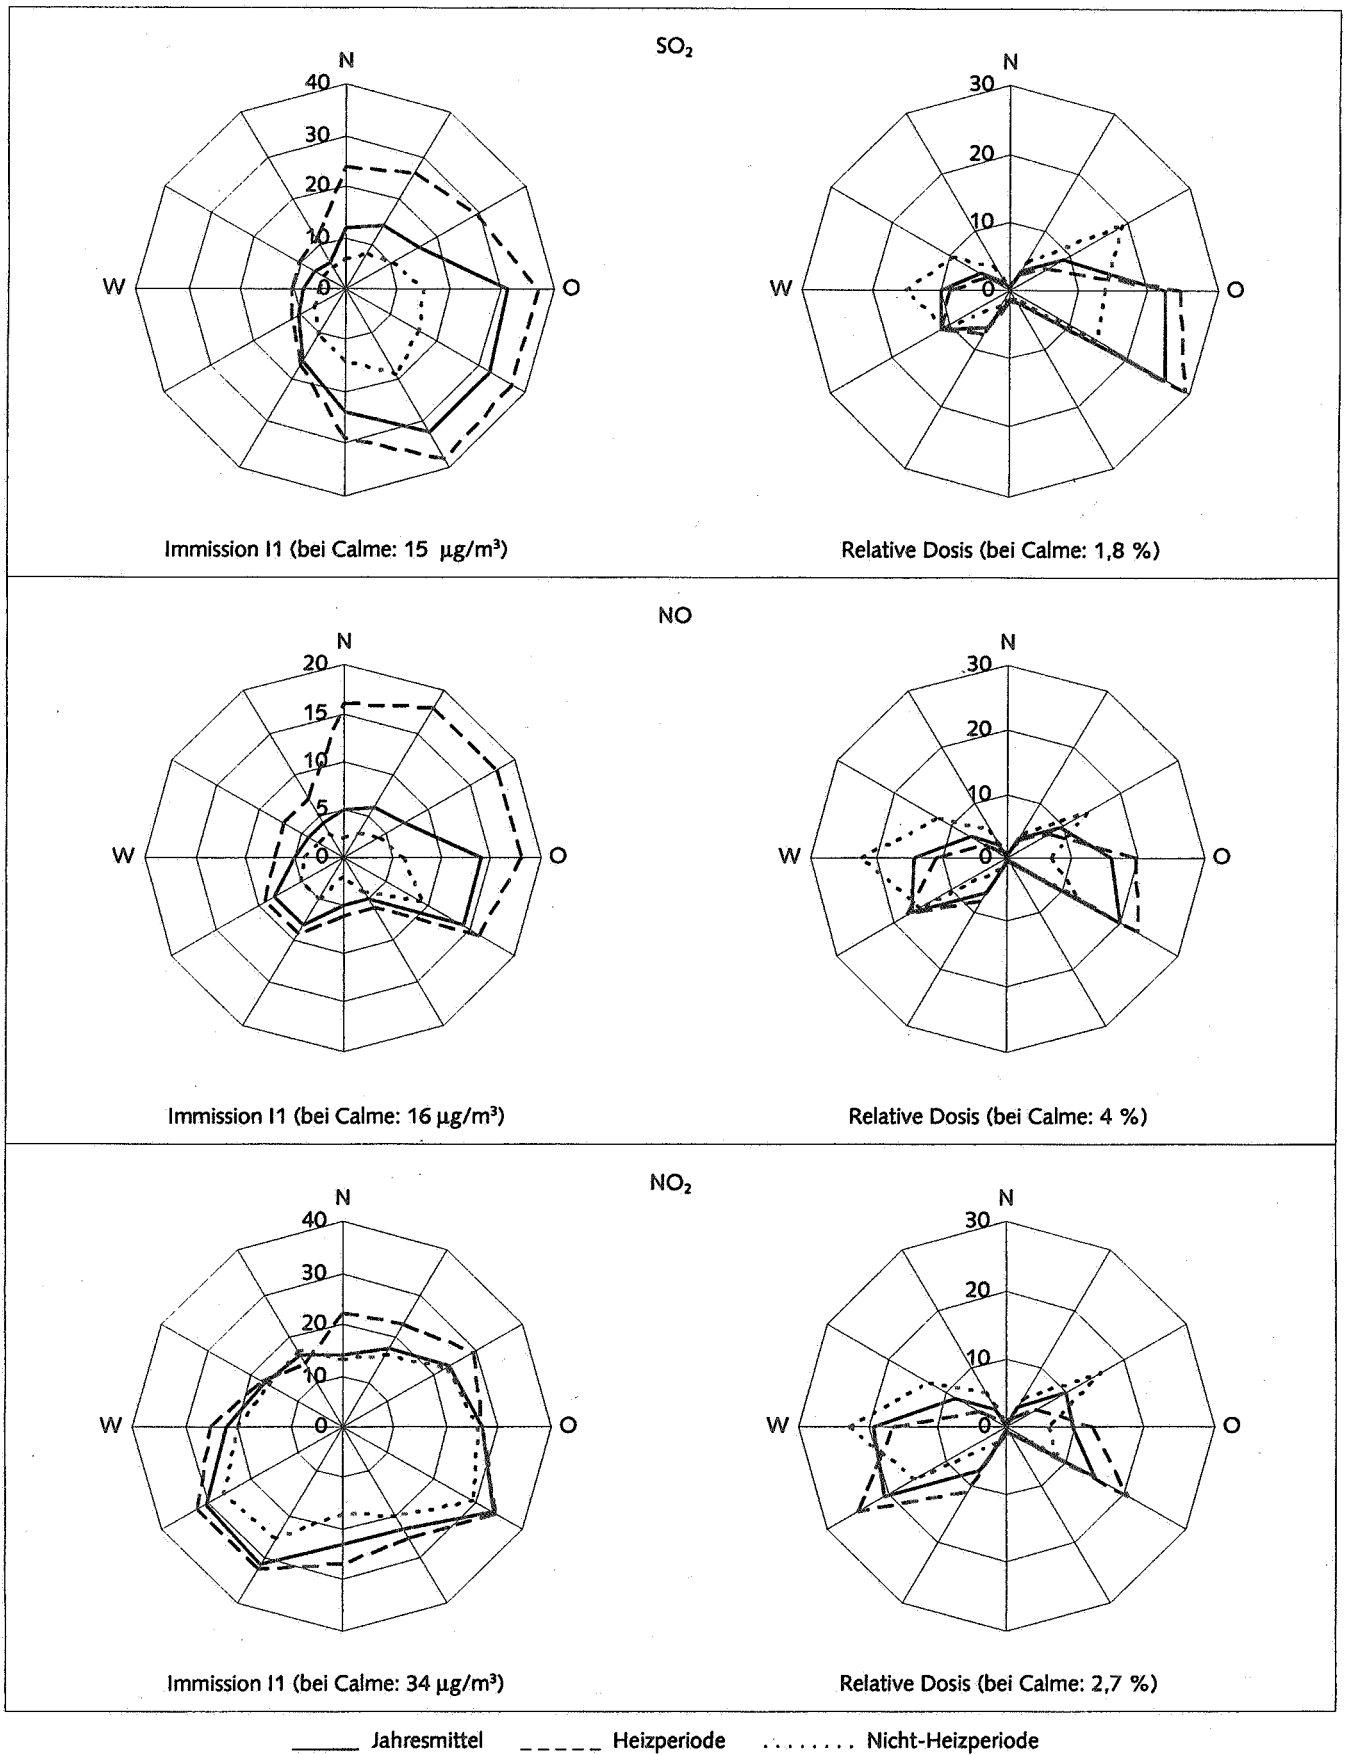 SO₂
N
40
30
20
10
0
W
O
Immission I1 (bei Calme: 15 µg/m³)
N
30
20
10
0
W
O
Relative Dosis (bei Calme: 1,8 %)
NO
N
20
15
10
5
0
W
O
Immission I1 (bei Calme: 16 µg/m³)
N
30
20
10
0
W
O
Relative Dosis (bei Calme: 4 %)
NO₂
N
40
30
20
10
0
W
O
Immission I1 (bei Calme: 34 µg/m³)
N
30
20
10
0
W
O
Relative Dosis (bei Calme: 2,7 %)
Jahresmittel Heizperiode Nicht-Heizperiode